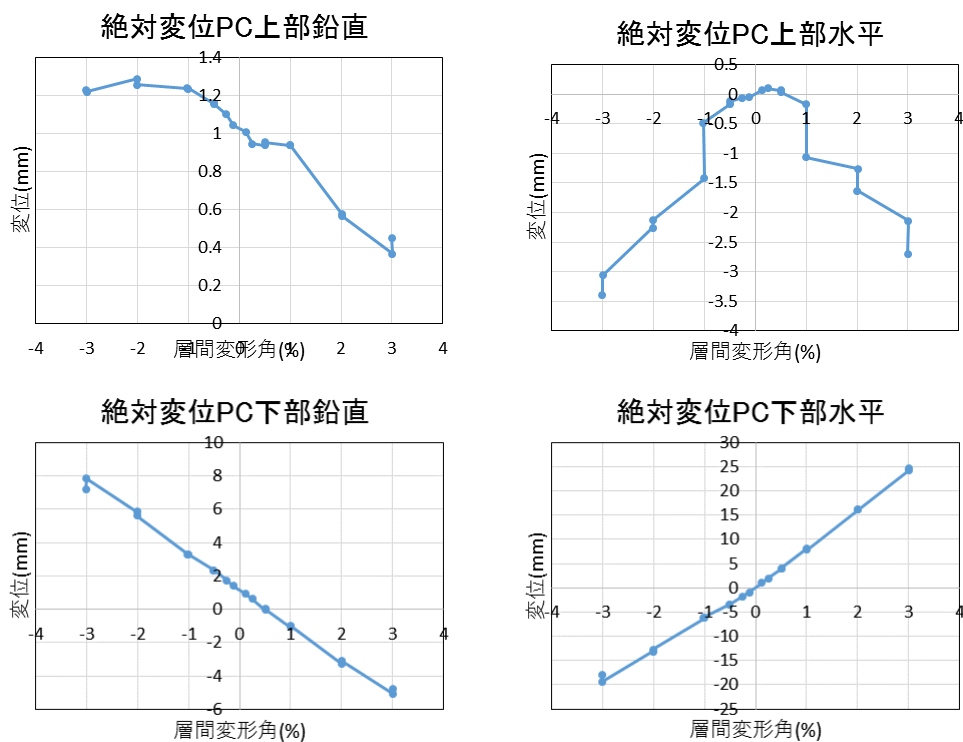 絶対変位PC上部鉛直
1.4
1.2
1
0.8
0.6
0.4
0.2
0
-4 -3 -2 -1 0 1 2 3 4
変位(mm)
層間変形角(%)
絶対変位PC上部水平
0.5
0
-0.5
-1
-1.5
-2
-2.5
-3
-3.5
-4
-4 -3 -2 -1 0 1 2 3 4
変位(mm)
層間変形角(%)
絶対変位PC下部鉛直
10
8
6
4
2
0
-2
-4
-6
-4 -3 -2 -1 0 1 2 3 4
変位(mm)
層間変形角(%)
絶対変位PC下部水平
30
25
20
15
10
5
0
-5
-10
-15
-20
-25
-4 -3 -2 -1 0 1 2 3 4
変位(mm)
層間変形角(%)